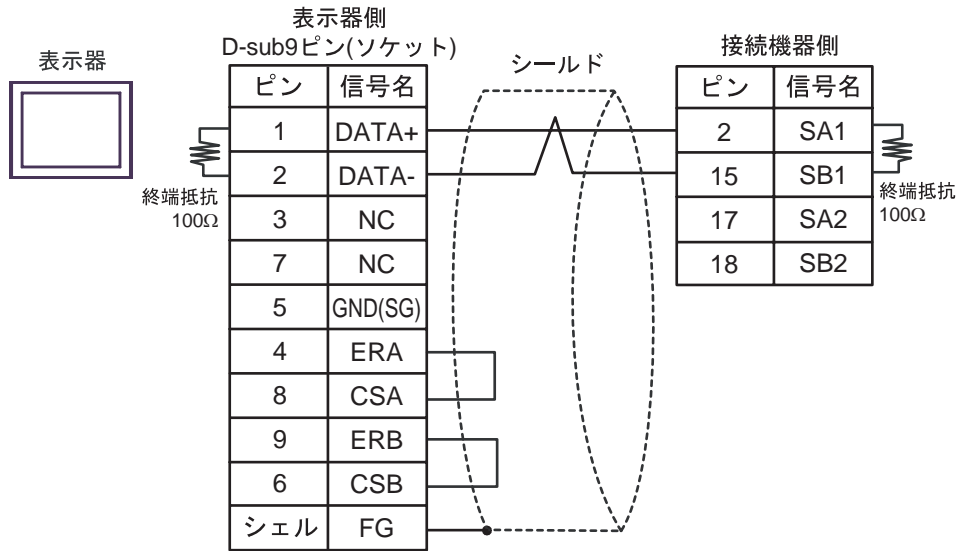 表示器
表示器側
D-sub9ピン(ソケット)
ピン 信号名
1 DATA+
2 DATA-
3 NC
7 NC
5 GND(SG)
4 ERA
8 CSA
9 ERB
6 CSB
シェル FG
終端抵抗
100Ω
シールド
接続機器側
ピン 信号名
2 SA1
15 SB1
17 SA2
18 SB2
終端抵抗
100Ω